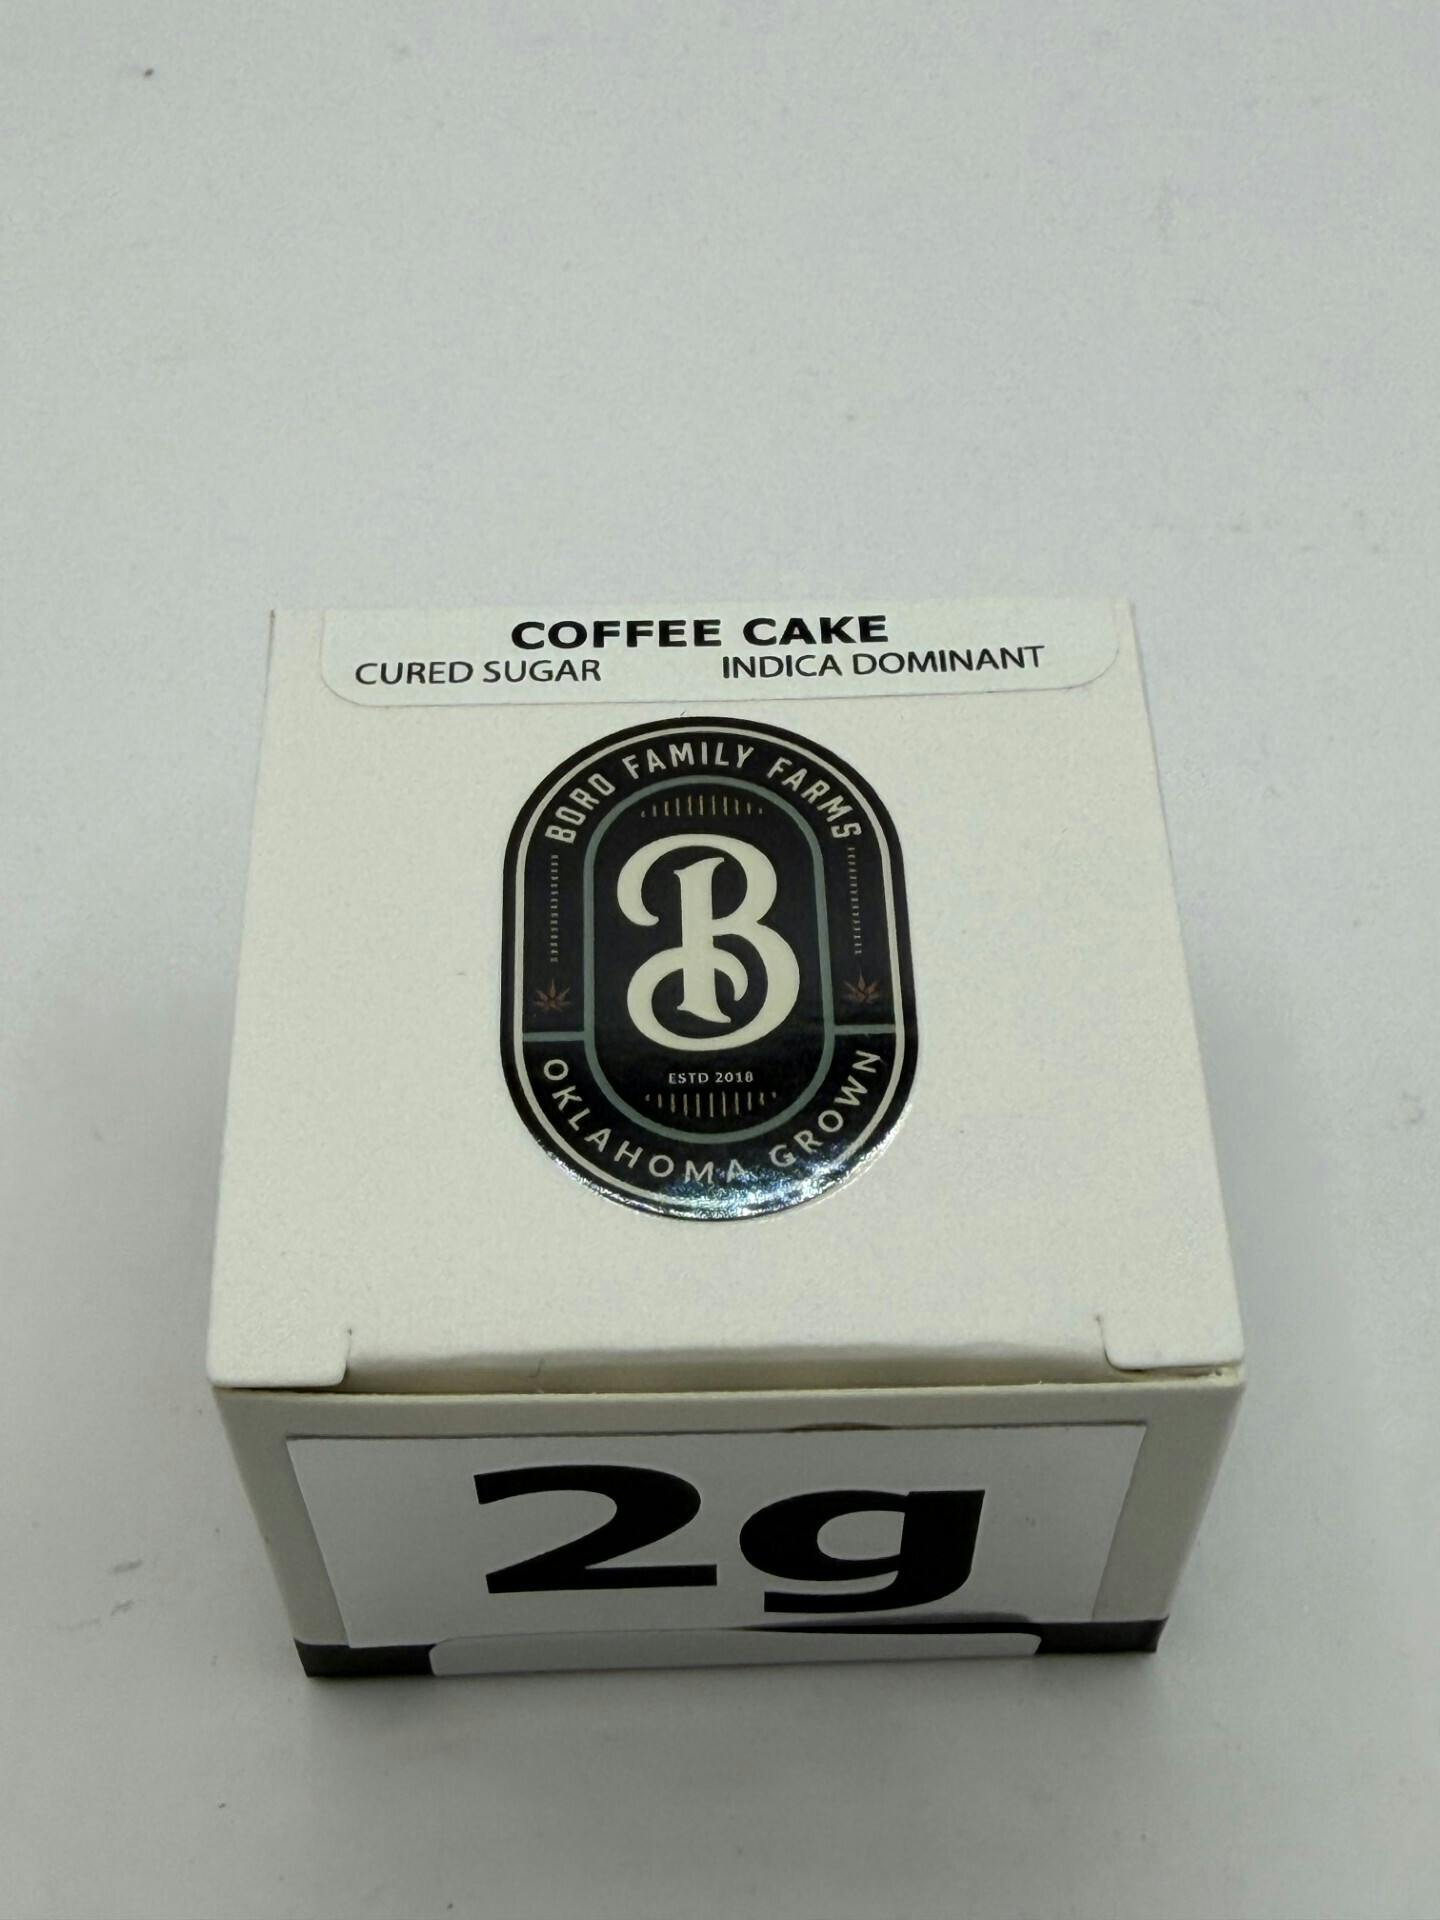 COFFEE CAKE
CURED SUGAR INDICA DOMINANT
BORO FAMILY FARMS
B
ESTD 2018
OKLAHOMA GROWN
2g